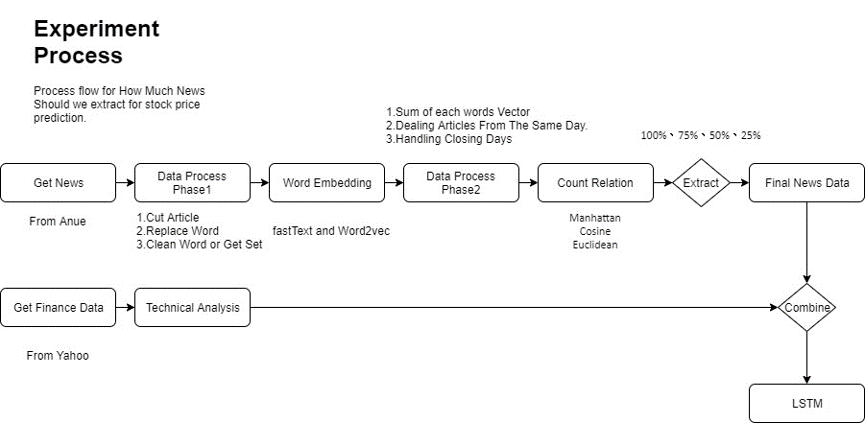 Experiment
Process
Process flow for How Much News
Should we extract for stock price
prediction.
1.Sum of each words Vector
2.Dealing Articles From The Same Day.
3.Handling Closing Days
100%、75%、50%、25%
Get News
Data Process
Phase1
Word Embedding
Data Process
Phase2
Count Relation
Extract
Final News Data
From Anue
1.Cut Article
2.Replace Word
3.Clean Word or Get Set
fastText and Word2vec
Manhattan
Cosine
Euclidean
Get Finance Data
Technical Analysis
Combine
From Yahoo
LSTM